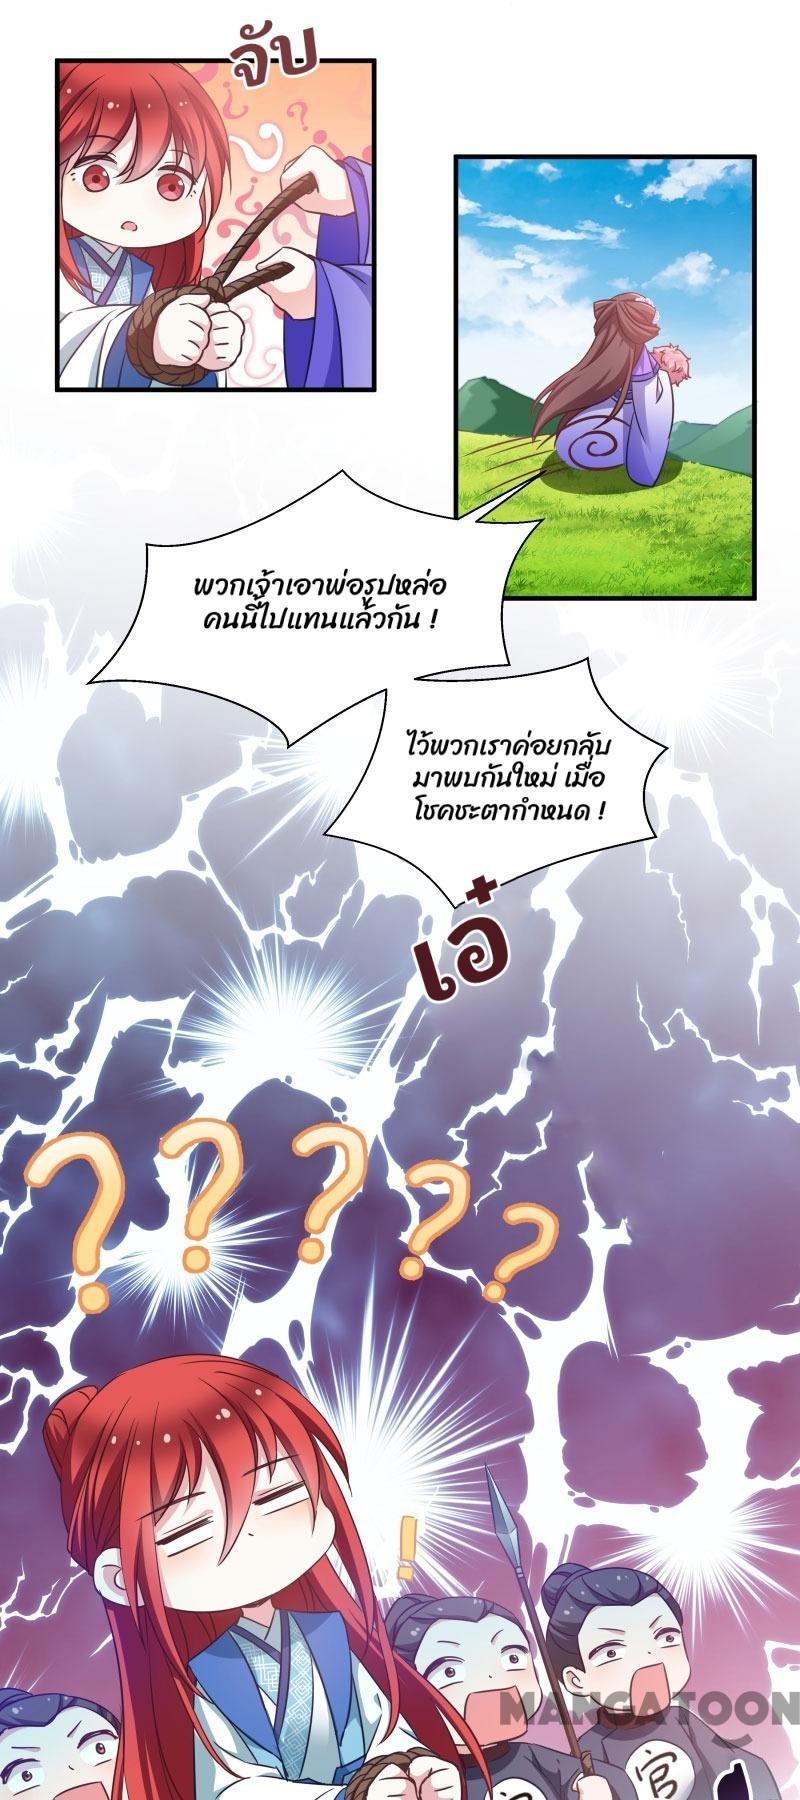 จับ
พวกเจ้าเอาพ่อรูปหล่อ
คนนี้ไปแทนแล้วกัน !
ไว้พวกเราค่อยกลับ
มาพบกันใหม่ เมื่อ
โชคชะตากำหนด !
เอ๋
? ? ? ? ?
!
MANGATOON
官
官